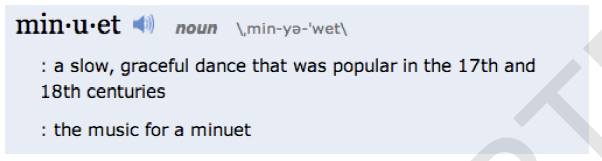 min·u·et noun \ˌmin-yə-ˈwet\
: a slow, graceful dance that was popular in the 17th and
18th centuries
: the music for a minuet